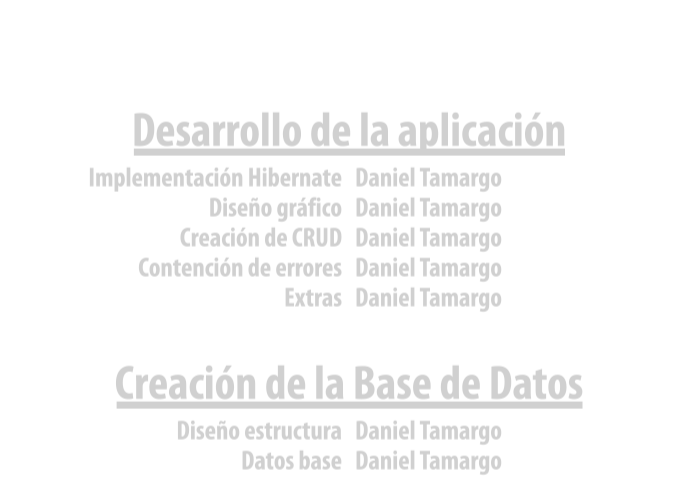 Desarrollo de la aplicación
Implementación Hibernate Daniel Tamargo
Diseño gráfico Daniel Tamargo
Creación de CRUD Daniel Tamargo
Contención de errores Daniel Tamargo
Extras Daniel Tamargo
Creación de la Base de Datos
Diseño estructura Daniel Tamargo
Datos base Daniel Tamargo